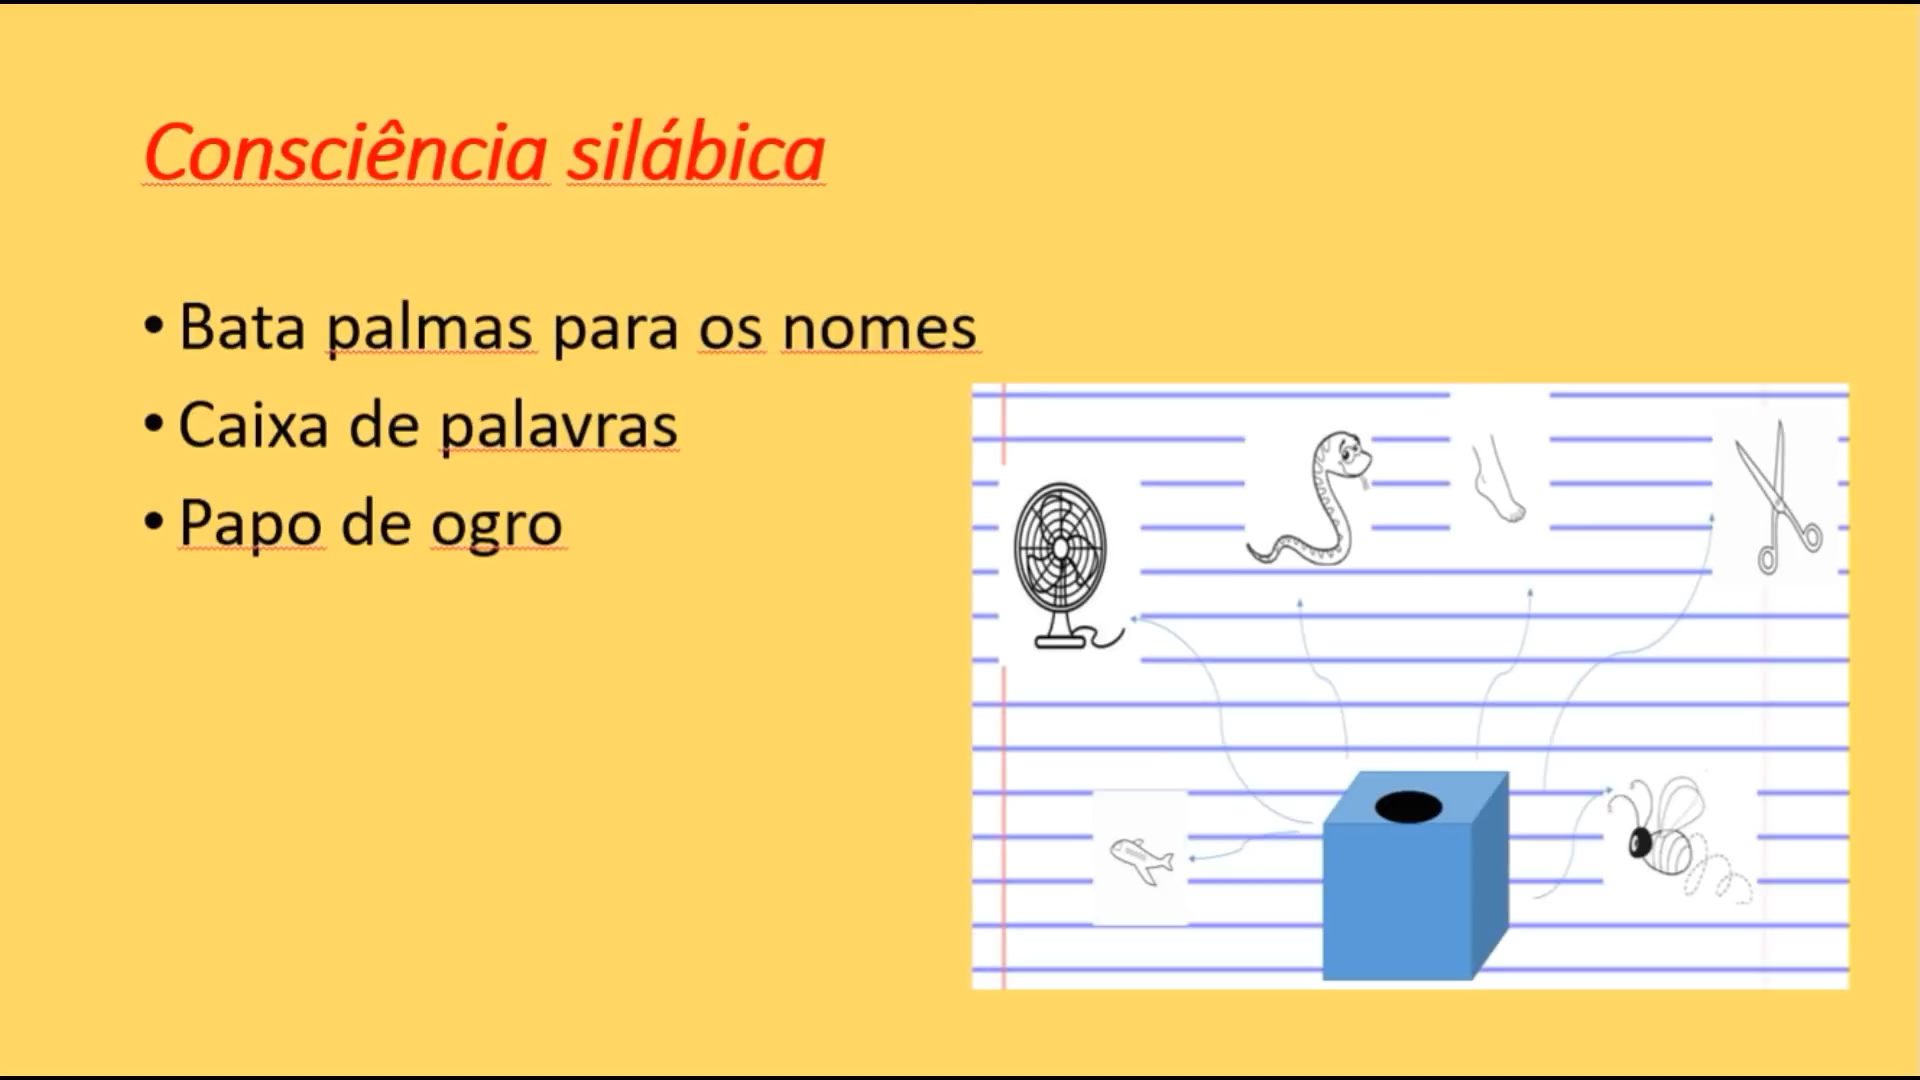 Consciência silábica
• Bata palmas para os nomes
• Caixa de palavras
• Papo de ogro